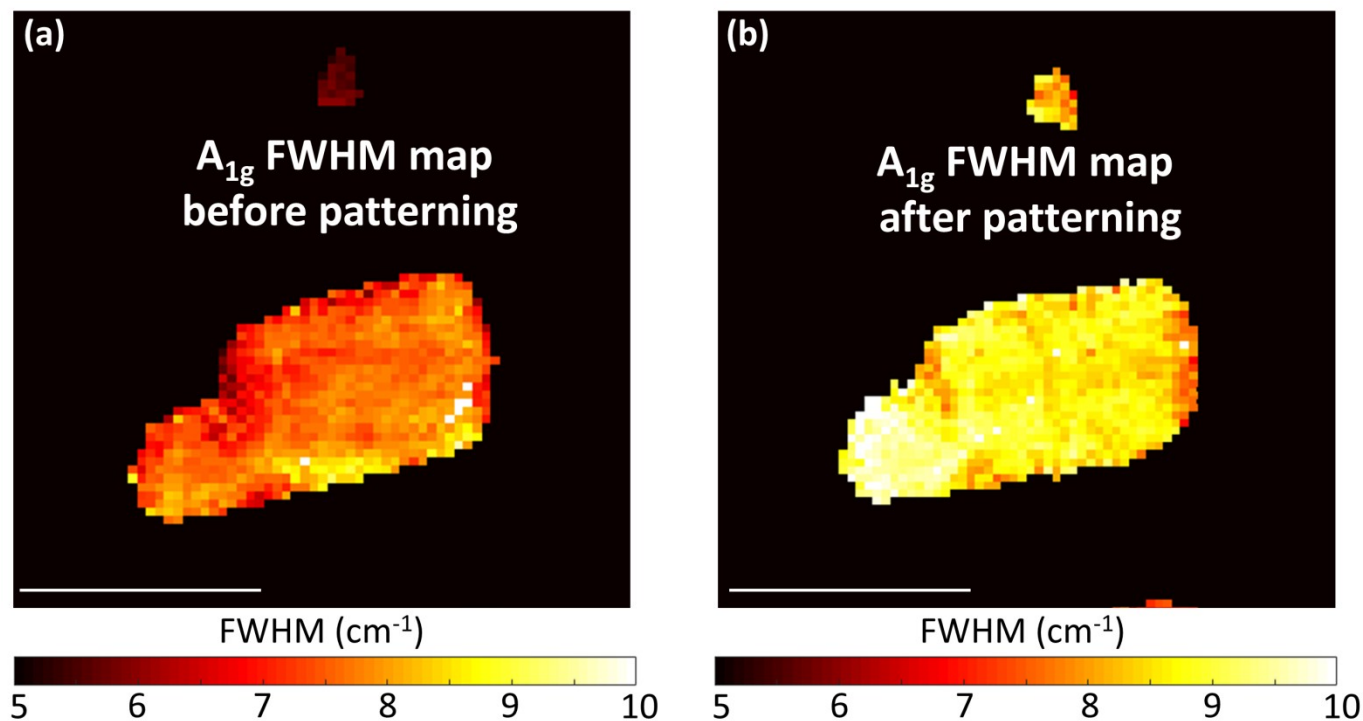 (a)
A1g FWHM map
before patterning
FWHM (cm-1)
5 6 7 8 9 10
(b)
A1g FWHM map
after patterning
FWHM (cm-1)
5 6 7 8 9 10